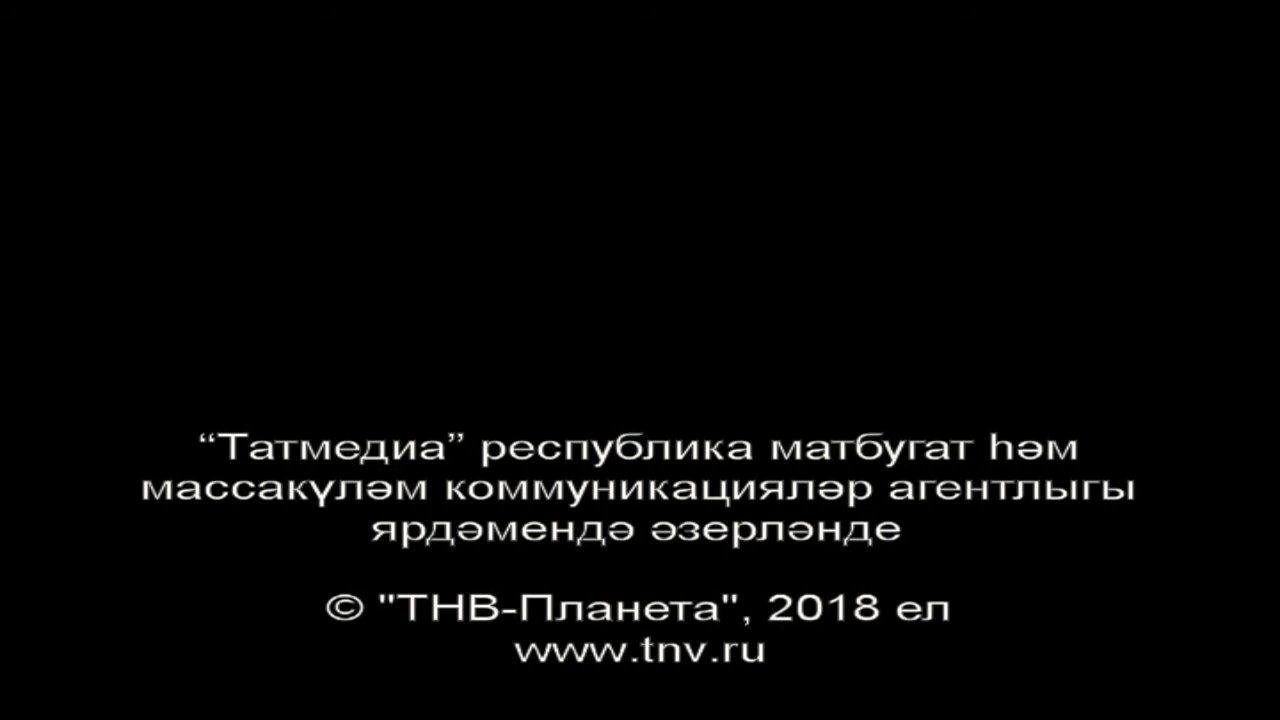 “Татмедиа” республика матбугат һәм
массакүләм коммуникацияләр агентлыгы
ярдәмендә әзерләнде
© "ТНВ-Планета", 2018 ел
www.tnv.ru